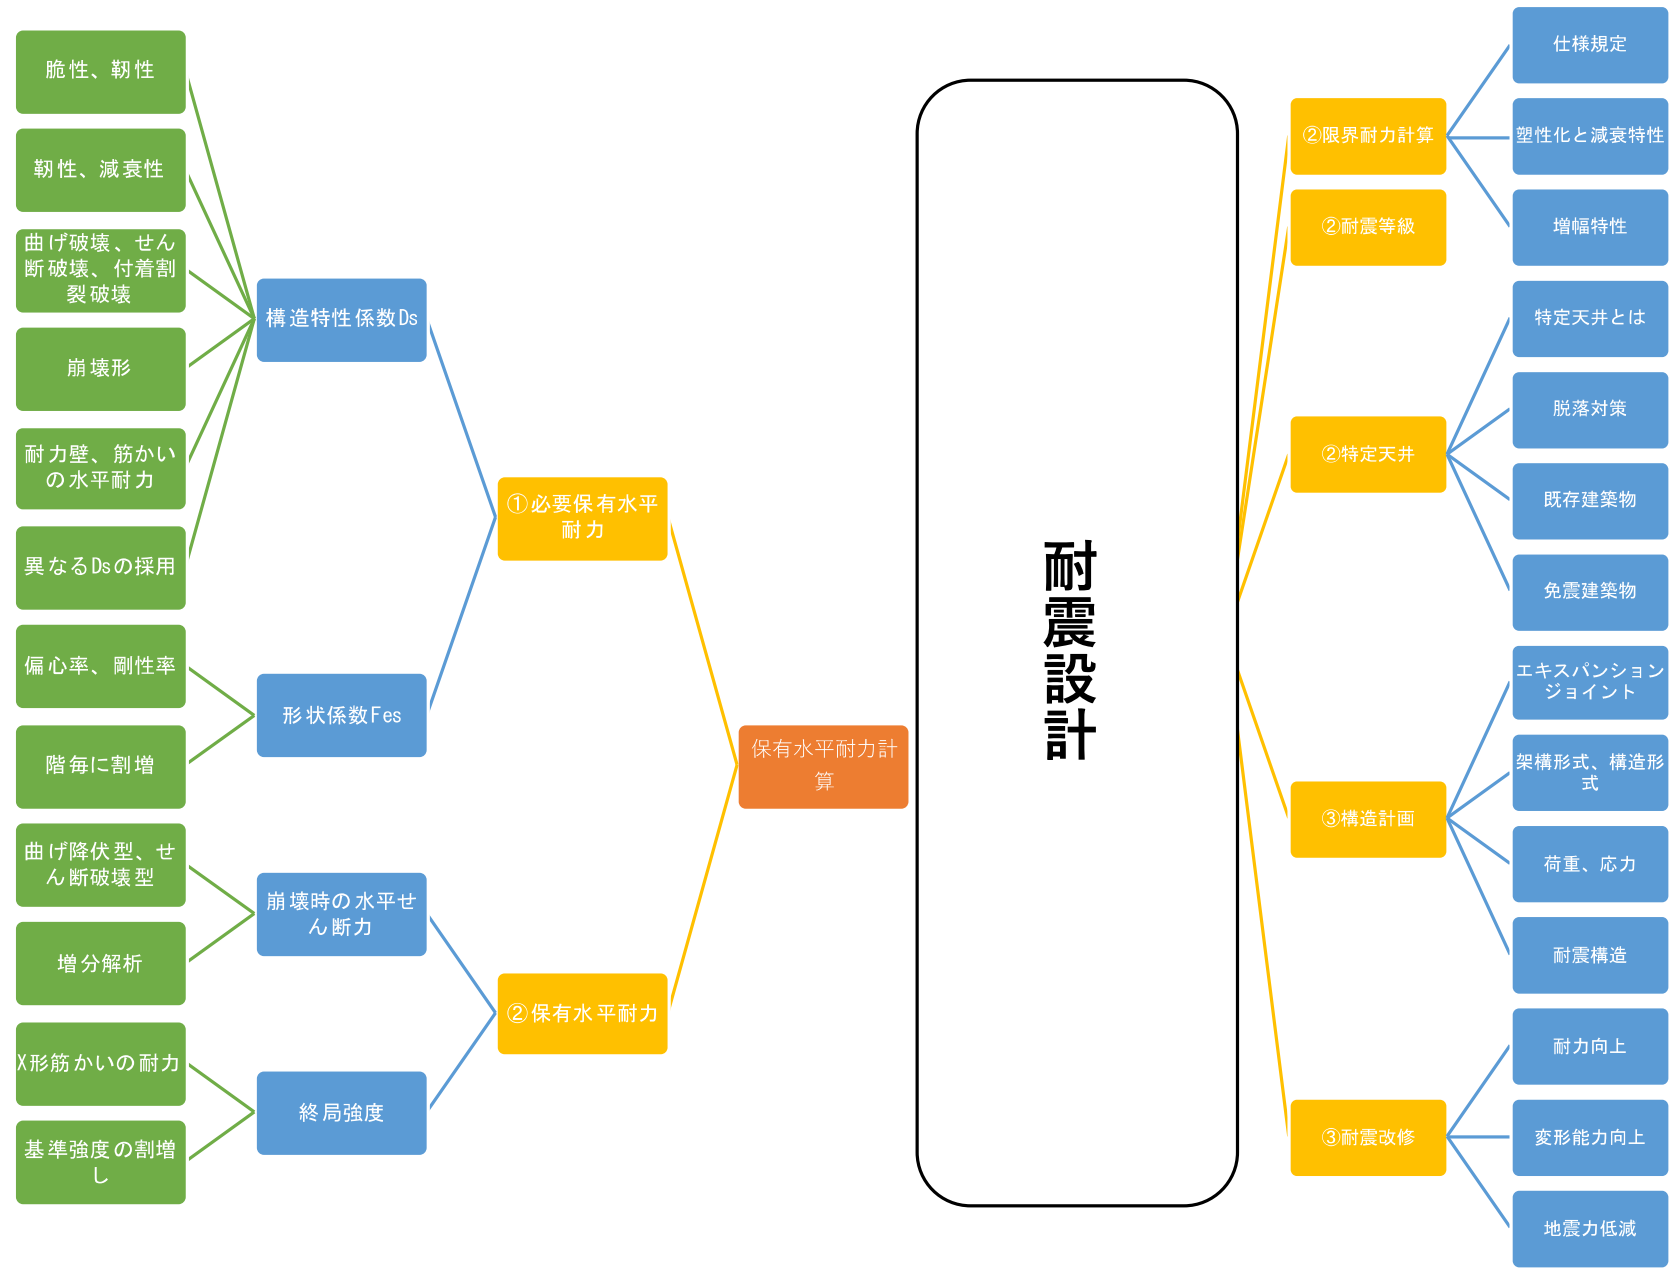 脆性、靭性
靭性、減衰性
曲げ破壊、せん
断破壊、付着割
裂破壊
崩壊形
耐力壁、筋かい
の水平耐力
異なるDsの採用
偏心率、剛性率
階毎に割増
曲げ降伏型、せ
ん断破壊型
増分解析
X形筋かいの耐力
基準強度の割増
し
構造特性係数Ds
形状係数Fes
崩壊時の水平せ
ん断力
終局強度
①必要保有水平
耐力
②保有水平耐力
保有水平耐力計
算
耐震設計
②限界耐力計算
②耐震等級
②特定天井
③構造計画
③耐震改修
仕様規定
塑性化と減衰特性
増幅特性
特定天井とは
脱落対策
既存建築物
免震建築物
エキスパンション
ジョイント
架構形式、構造形
式
荷重、応力
耐震構造
耐力向上
変形能力向上
地震力低減